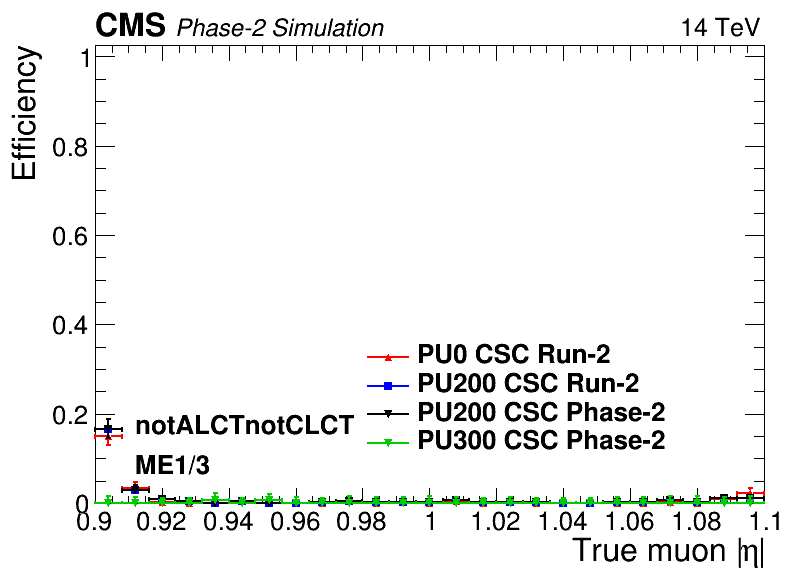 CMS Phase-2 Simulation 14 TeV
Efficiency
1
0.8
0.6
0.4
0.2
0
PU0 CSC Run-2
PU200 CSC Run-2
PU200 CSC Phase-2
PU300 CSC Phase-2
notALCTnotCLCT
ME1/3
0.9 0.92 0.94 0.96 0.98 1 1.02 1.04 1.06 1.08 1.1
True muon |η|